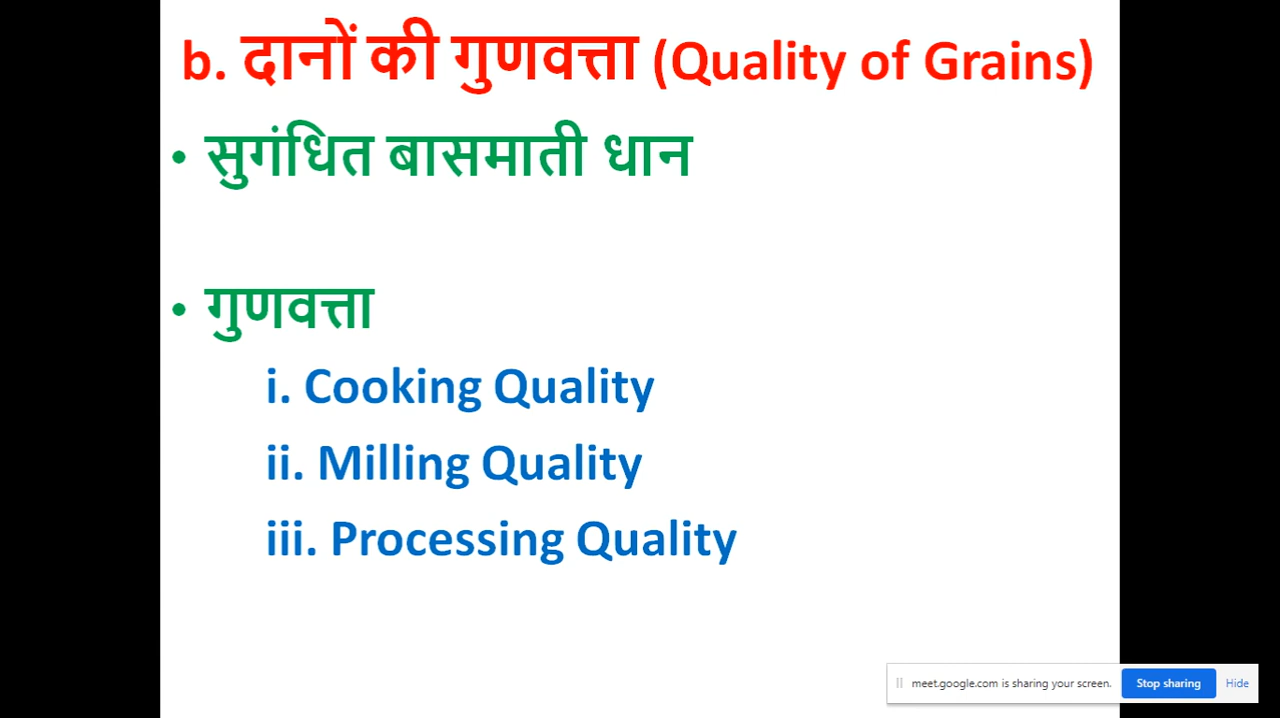 b. दानों की गुणवत्ता (Quality of Grains)
• सुगंधित बासमाती धान
• गुणवत्ता
i. Cooking Quality
ii. Milling Quality
iii. Processing Quality
meet.google.com is sharing your screen. Stop sharing Hide